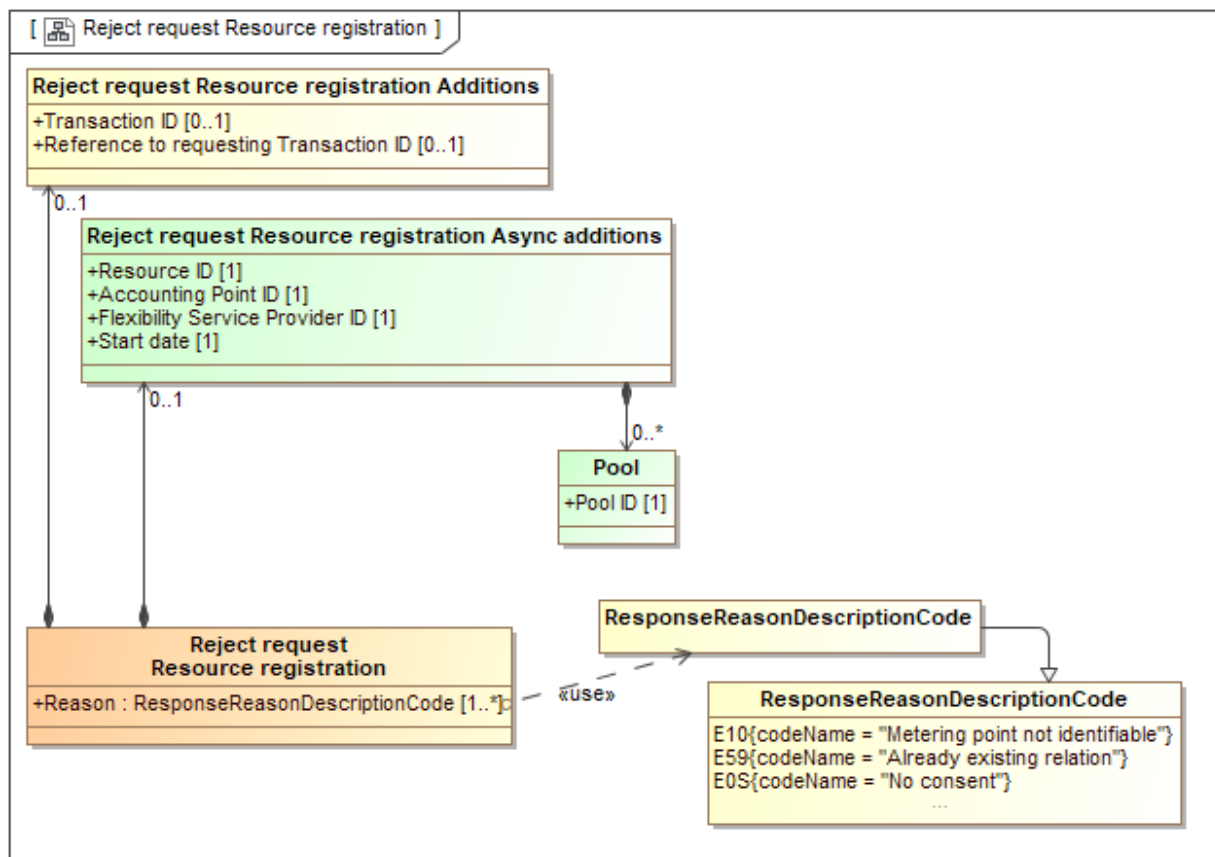 [ Reject request Resource registration ]
Reject request Resource registration Additions
+Transaction ID [0..1]
+Reference to requesting Transaction ID [0..1]
0..1
Reject request Resource registration Async additions
+Resource ID [1]
+Accounting Point ID [1]
+Flexibility Service Provider ID [1]
+Start date [1]
0..1
0..*
Pool
+Pool ID [1]
Reject request
Resource registration
+Reason : ResponseReasonDescriptionCode [1..*]
«use»
ResponseReasonDescriptionCode
ResponseReasonDescriptionCode
E10{codeName = "Metering point not identifiable"}
E59{codeName = "Already existing relation"}
E0S{codeName = "No consent"}
...